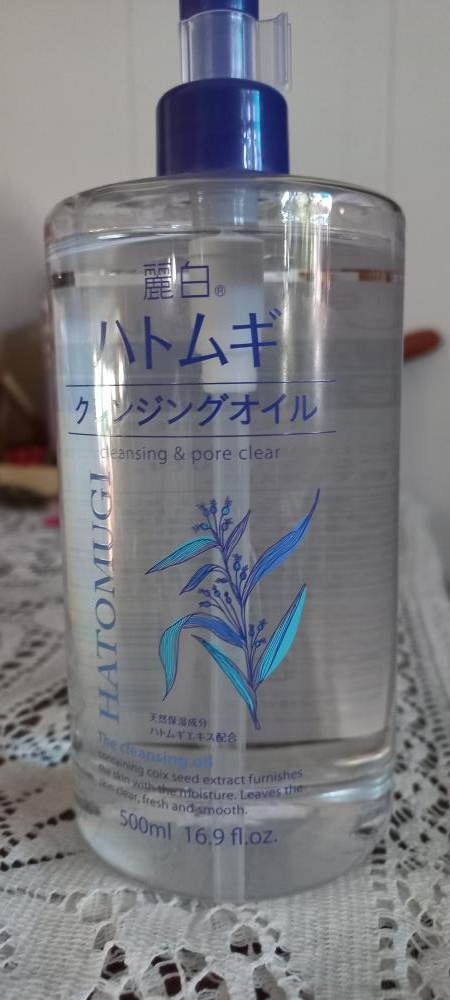 麗白®
ハトムギ
クレンジングオイル
cleansing & pore clear
HATOMUGI
天然保湿成分
ハトムギエキス配合
The cleansing oil
containing coix seed extract furnishes
the skin with the moisture. Leaves the
skin clear, fresh and smooth.
500ml 16.9 fl.oz.